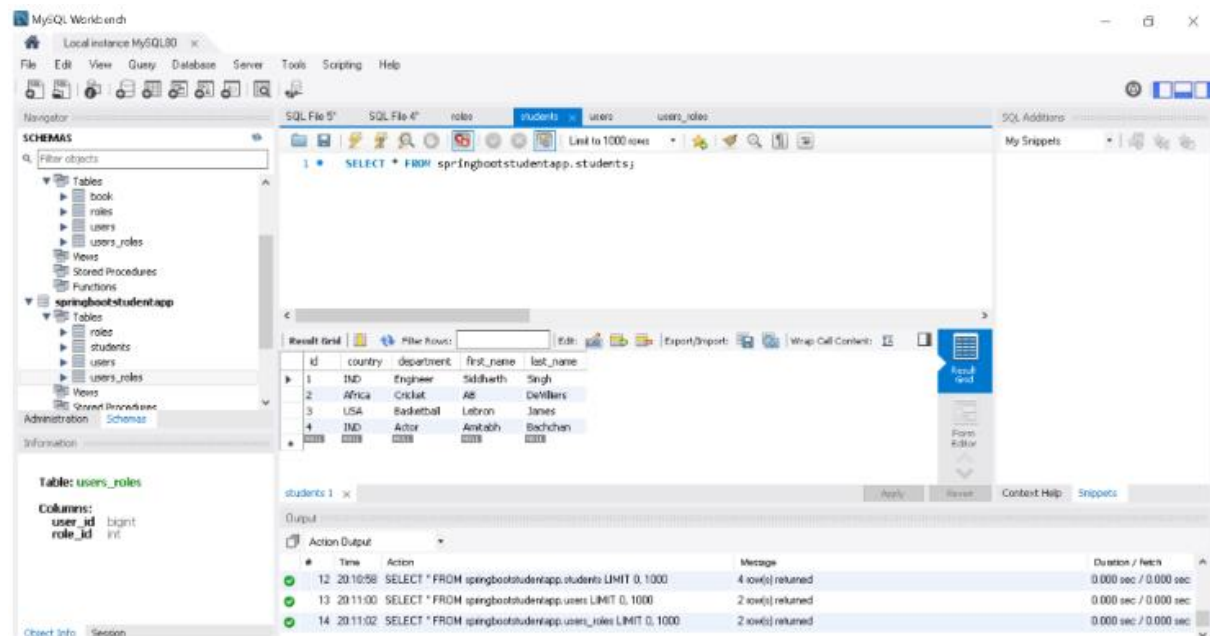 MySQL Workbench
Local instance MySQL80
File Edit View Query Database Server Tools Scripting Help
Navigator
SCHEMAS
Filter objects
Tables
book
roles
users
users_roles
Views
Stored Procedures
Functions
springbootstudentapp
Tables
roles
students
users
users_roles
Views
Stored Procedures
Administration Schemas
Information
Table: users_roles
Columns:
user_id bigint
role_id int
Object Info Session
SQL File 5* SQL File 4* roles students users users_roles
Limit to 1000 rows
1 SELECT * FROM springbootstudentapp.students;
Result Grid Filter Rows: Edit: Export/Import: Wrap Cell Content:
id country department first_name last_name
1 IND Engineer Siddharth Singh
2 Africa Cricket AB DeVilliers
3 USA Basketball Lebron James
4 IND Actor Amitabh Bachchan
NULL NULL NULL NULL NULL
Result Grid
Form Editor
students 1 Apply Revert
Output
Action Output
# Time Action Message Duration / Fetch
12 20:10:58 SELECT * FROM springbootstudentapp.students LIMIT 0, 1000 4 row(s) returned 0.000 sec / 0.000 sec
13 20:11:00 SELECT * FROM springbootstudentapp.users LIMIT 0, 1000 2 row(s) returned 0.000 sec / 0.000 sec
14 20:11:02 SELECT * FROM springbootstudentapp.users_roles LIMIT 0, 1000 2 row(s) returned 0.000 sec / 0.000 sec
SQL Additions
My Snippets
Context Help Snippets